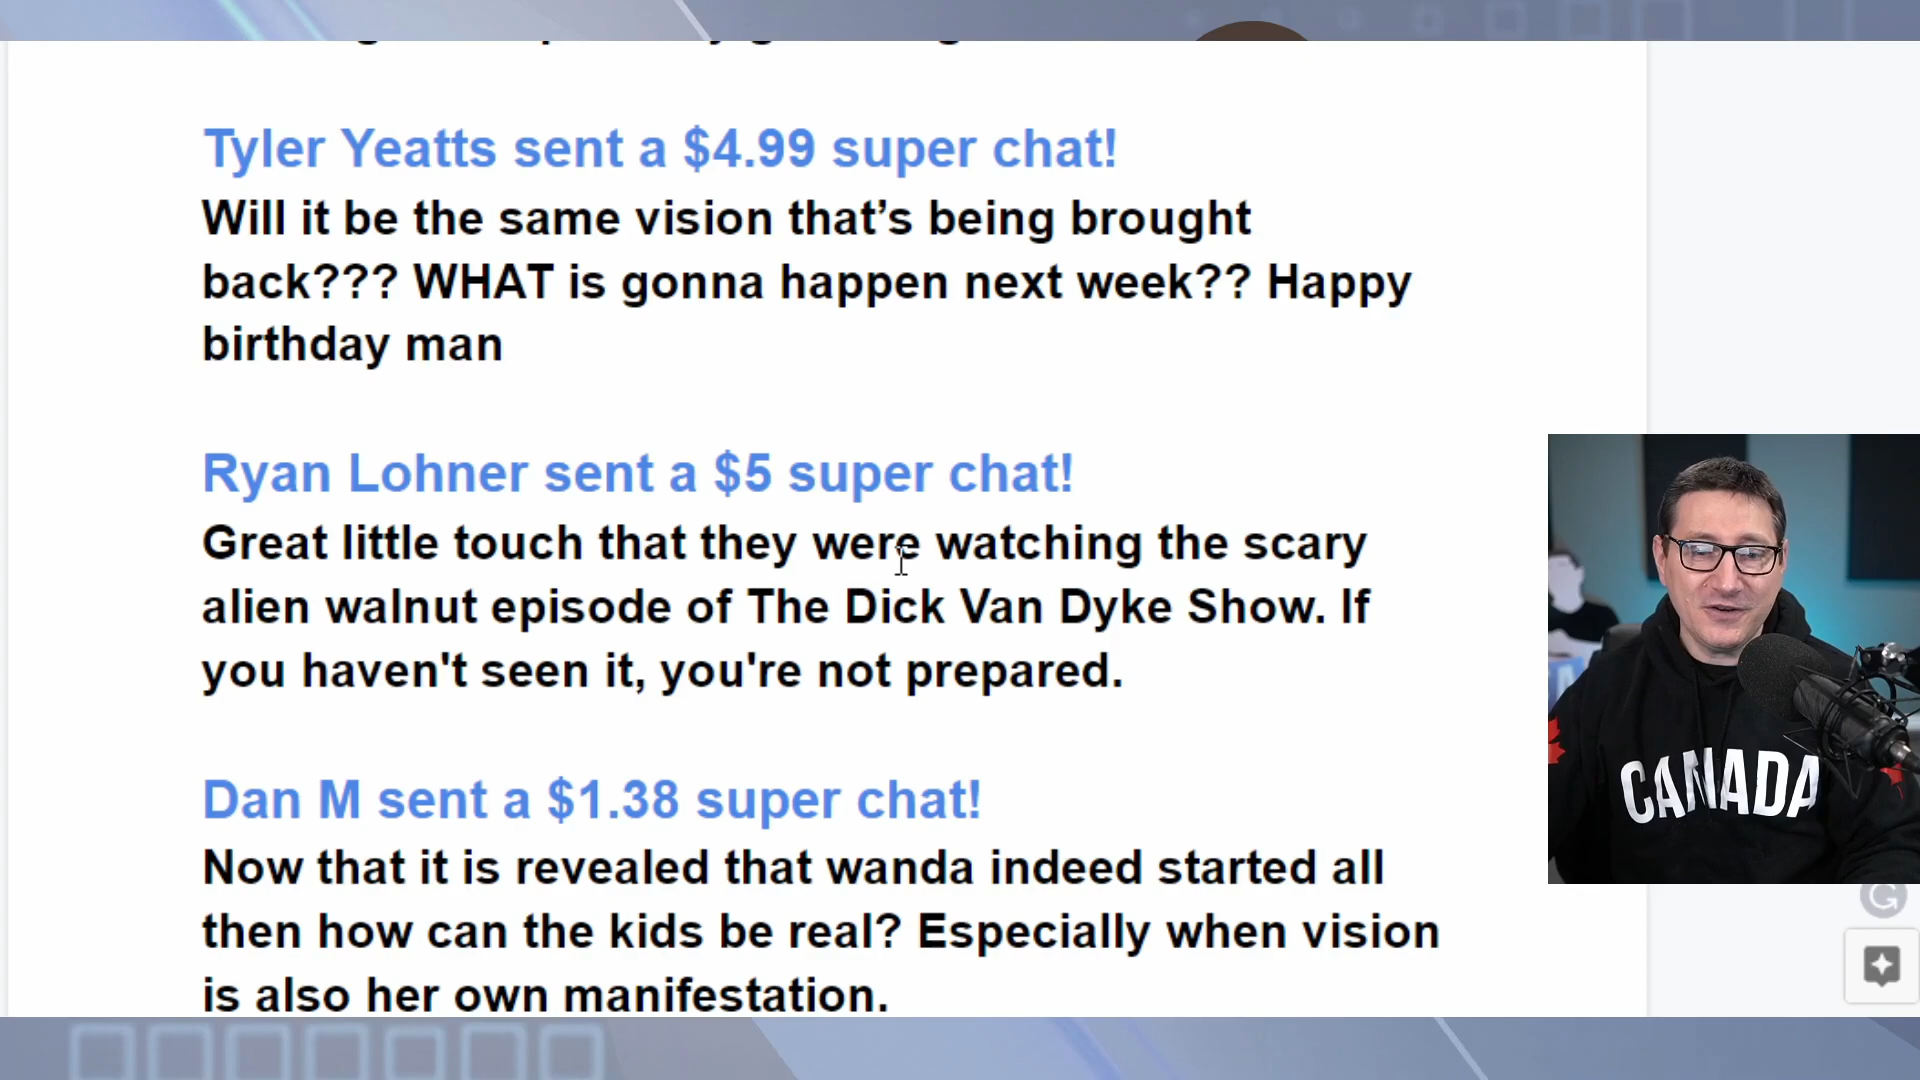 Tyler Yeatts sent a $4.99 super chat!
Will it be the same vision that’s being brought
back??? WHAT is gonna happen next week?? Happy
birthday man
Ryan Lohner sent a $5 super chat!
Great little touch that they were watching the scary
alien walnut episode of The Dick Van Dyke Show. If
you haven't seen it, you're not prepared.
CANADA
Dan M sent a $1.38 super chat!
Now that it is revealed that wanda indeed started all
then how can the kids be real? Especially when vision
is also her own manifestation.